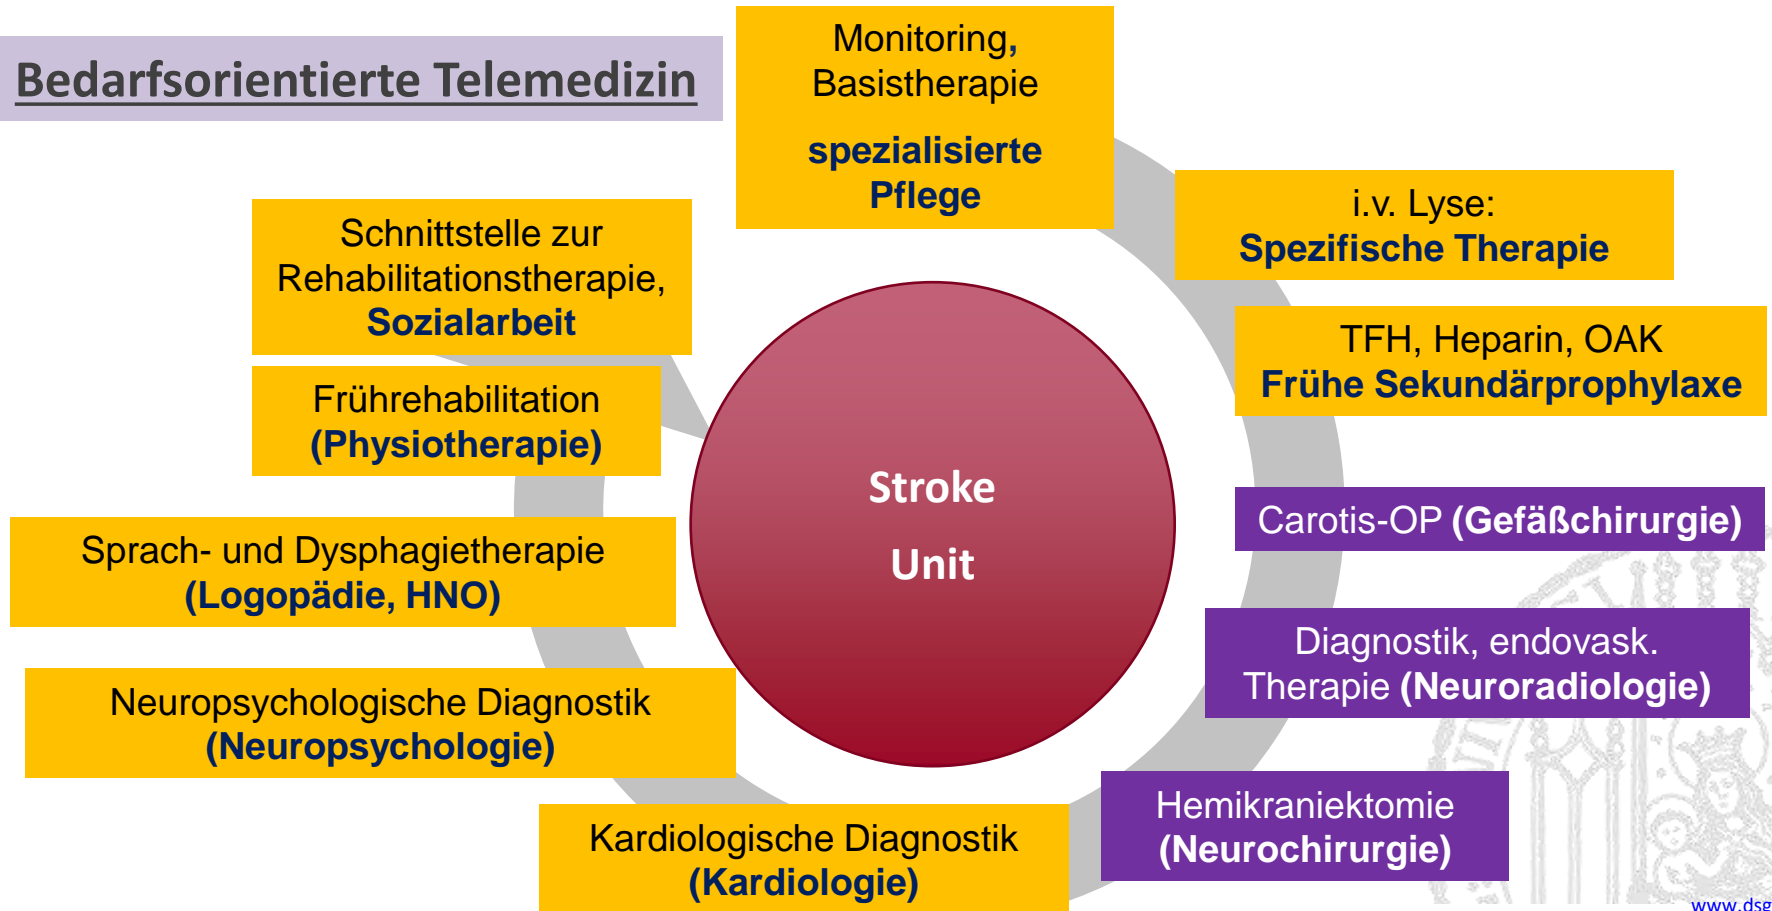 Bedarfsorientierte Telemedizin
Monitoring,
Basistherapie
spezialisierte
Pflege
i.v. Lyse:
Spezifische Therapie
TFH, Heparin, OAK
Frühe Sekundärprophylaxe
Carotis-OP (Gefäßchirurgie)
Diagnostik, endovask.
Therapie (Neuroradiologie)
Hemikraniektomie
(Neurochirurgie)
Kardiologische Diagnostik
(Kardiologie)
Neuropsychologische Diagnostik
(Neuropsychologie)
Sprach- und Dysphagietherapie
(Logopädie, HNO)
Frührehabilitation
(Physiotherapie)
Schnittstelle zur
Rehabilitationstherapie,
Sozialarbeit
Stroke
Unit
www.dsg